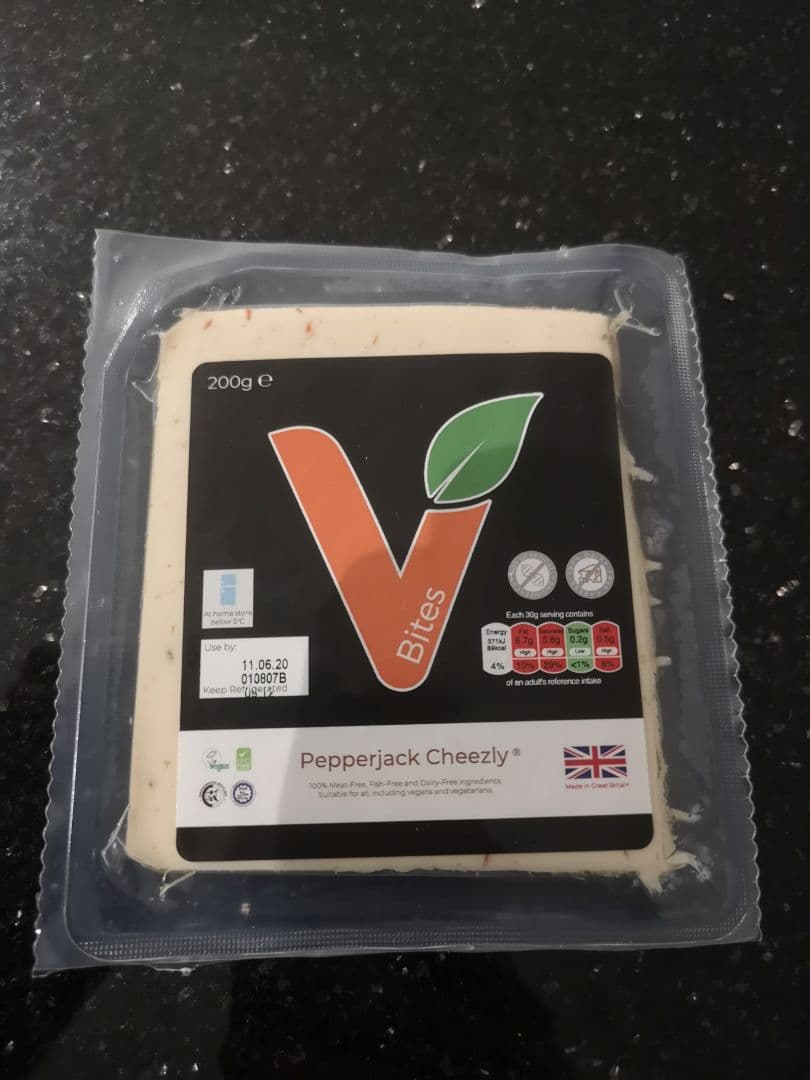 200g e
V
Bites
At home store
below 5°C
Use by:
11.06.20
010807B
Keep Refrigerated
Each 30g serving contains
Energy
371kJ
89kcal
4%
Fat
6.7g
High
10%
Saturates
5.8g
High
29%
Sugars
0.2g
Low
<1%
Salt
0.5g
High
8%
of an adult's reference intake
Vegan
Pepperjack Cheezly®
100% Meat-Free, Fish-Free and Dairy-Free Ingredients.
Suitable for all, including vegans and vegetarians.
Made in Great Britain